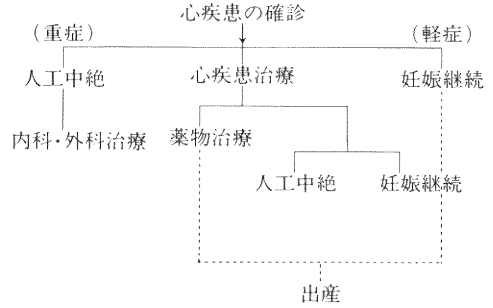 心疾患の確診
（重症）
（軽症）
人工中絶
心疾患治療
妊娠継続
内科・外科治療
薬物治療
人工中絶
妊娠継続
出産